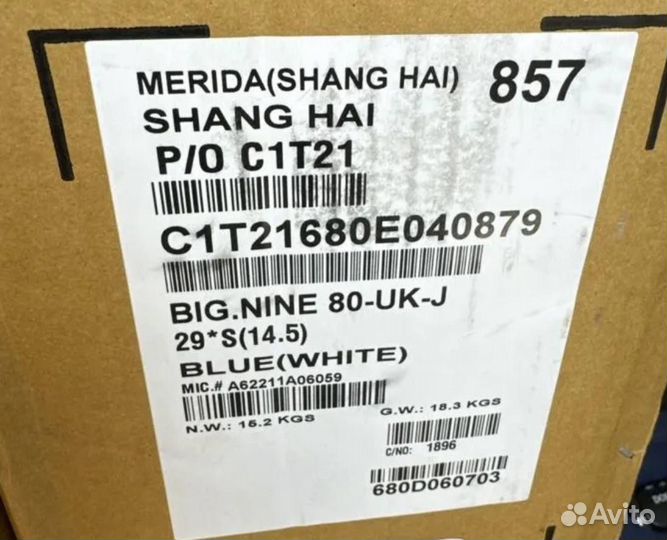 MERIDA(SHANG HAI) 857
SHANG HAI
P/O C1T21
C1T21680E040879
BIG.NINE 80-UK-J
29*S(14.5)
BLUE(WHITE)
MIC.# A62211A06059
N.W.: 15.2 KGS
G.W.: 18.3 KGS
C/NO: 1896
680D060703
Avito